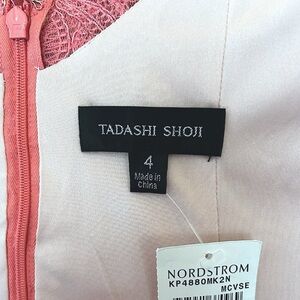 TADASHI SHOJI
4
Made in
China
NORDSTROM
KP4880MK2N
MCVSE